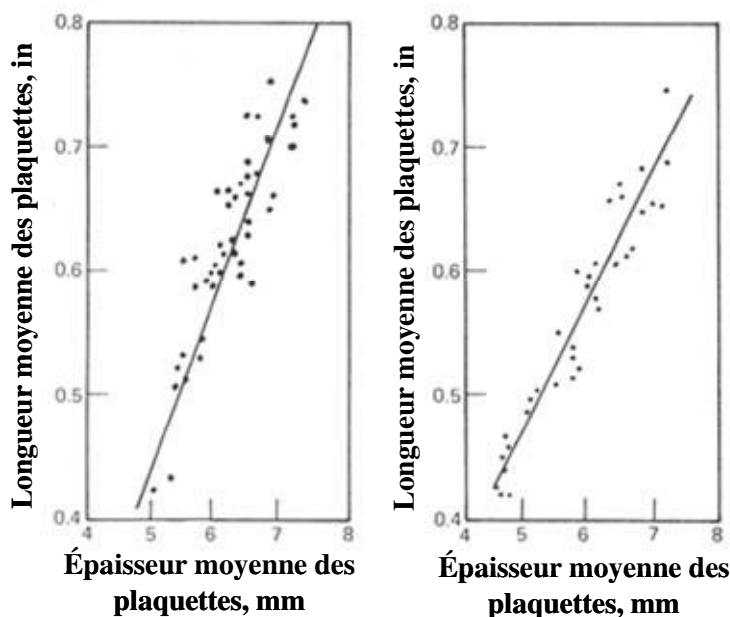 Longueur moyenne des plaquettes, in
0.8
0.7
0.6
0.5
0.4
4 5 6 7 8
Épaisseur moyenne des
plaquettes, mm
Longueur moyenne des plaquettes, in
0.8
0.7
0.6
0.5
0.4
4 5 6 7 8
Épaisseur moyenne des
plaquettes, mm